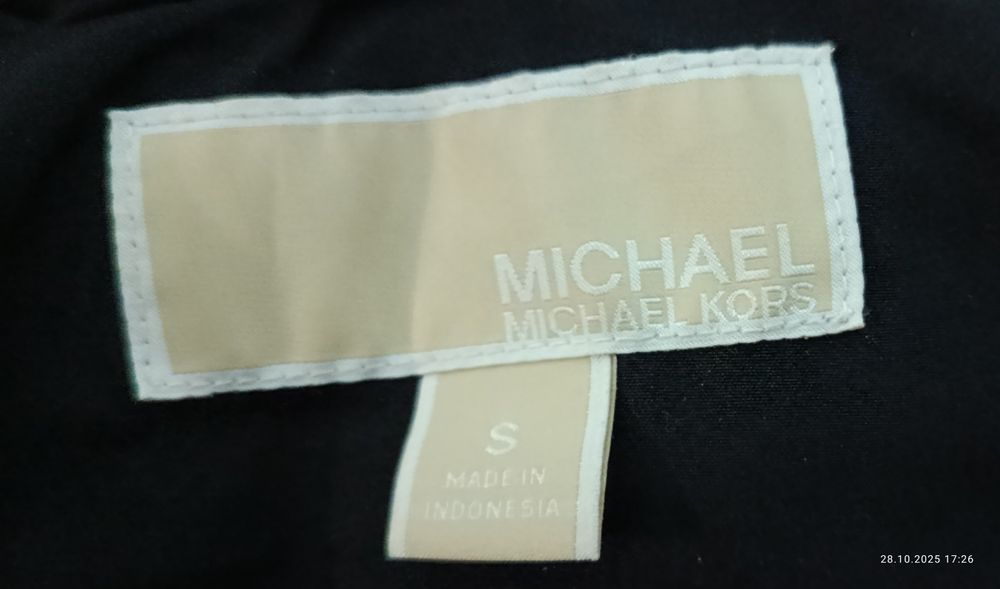 MICHAEL
MICHAEL KORS
S
MADE IN
INDONESIA
28.10.2025 17:26